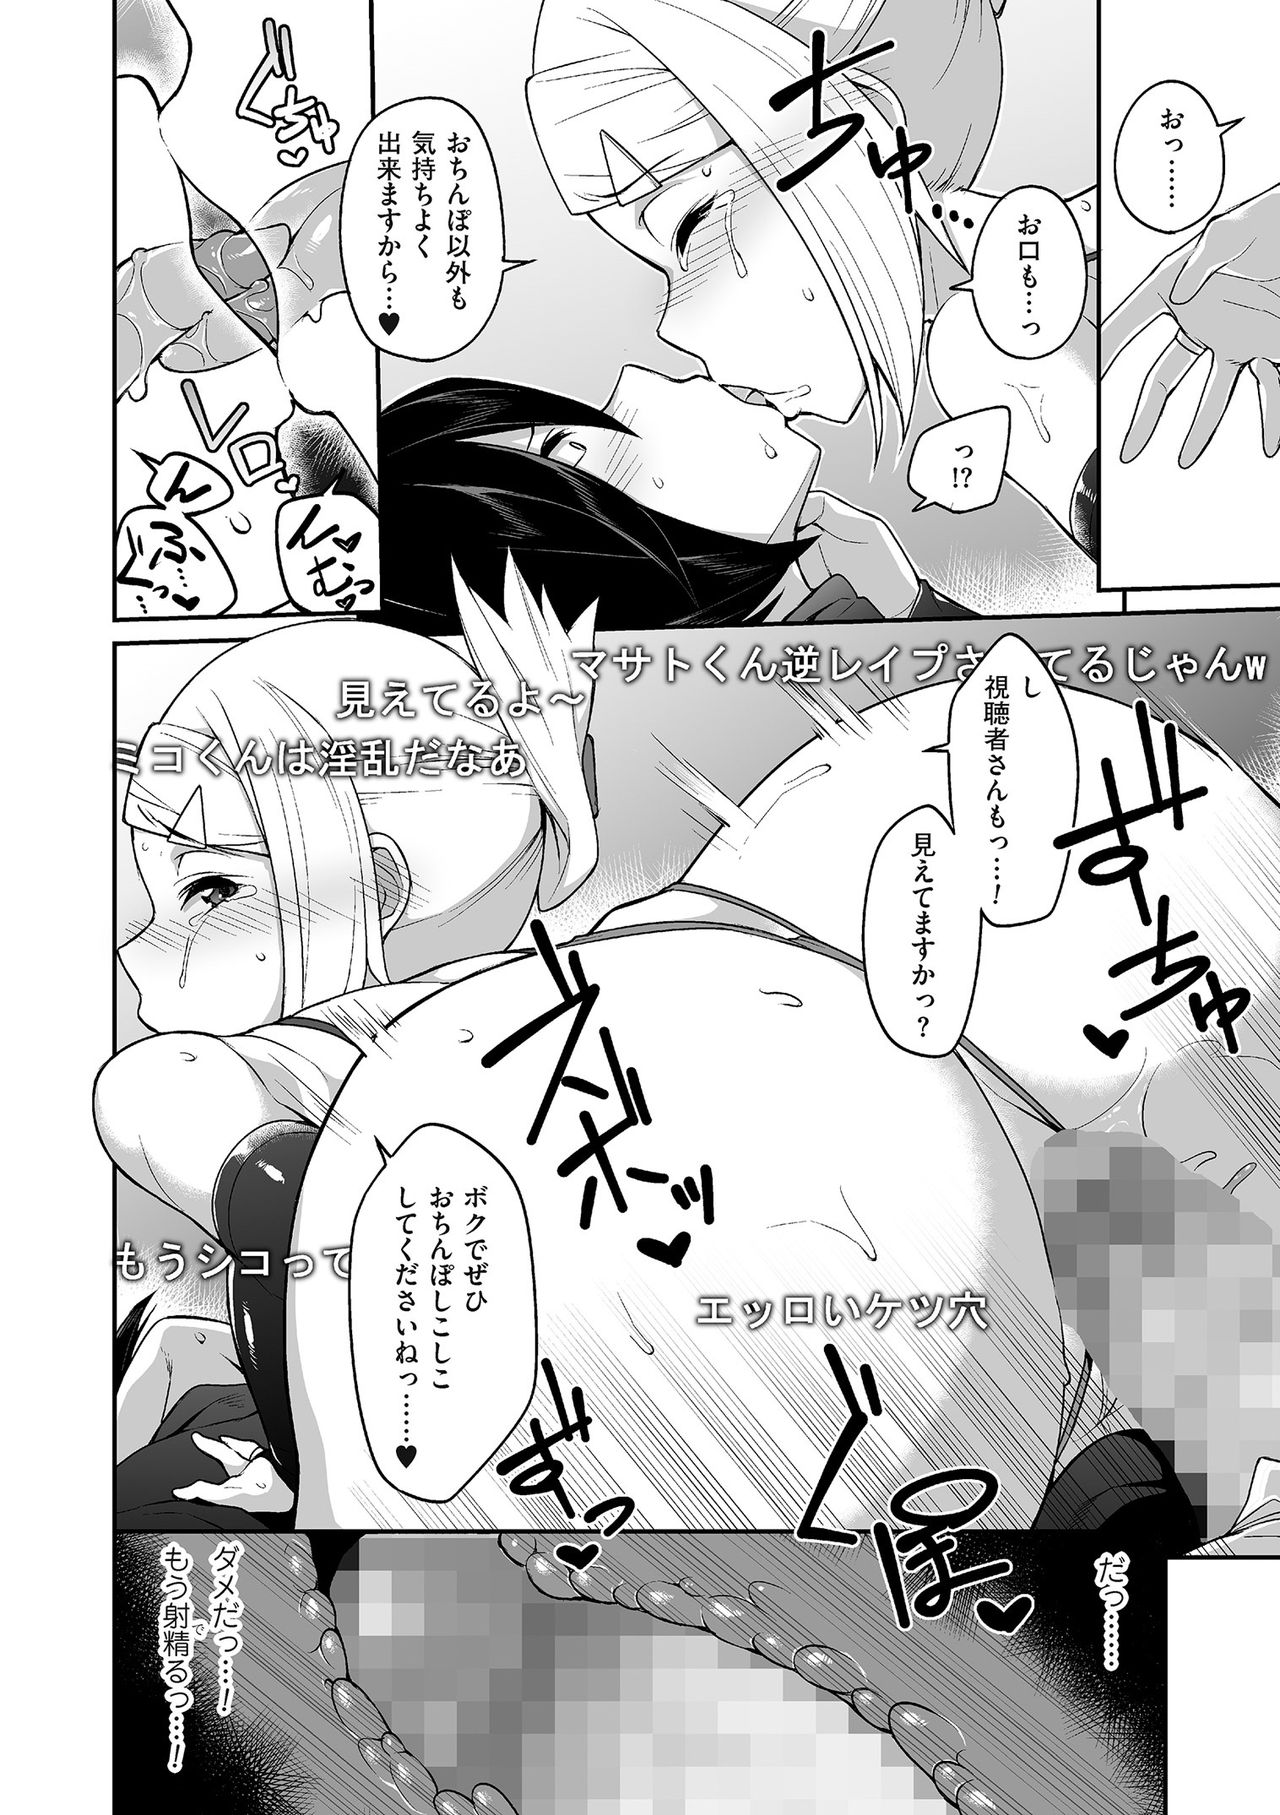 おっ……
おっ…
お口も…っ
っ!?
ちゅ…
おちんぽ以外も
気持ちよく
出来ますから…♥
ちゅ♡
レロ♡
んむっ♡
ん
ふ…っ♡
マサトくん逆レイプさ
てるじゃんw
見えてるよ〜
ミコくんは淫乱だなあ
し
視聴者さんもっ…!
見えてますかっ?
ずちゅ♥
ズボッ♥
ボクでぜひ
おちんぽしこしこ
してくださいねっ……♥
もうシコって
エッロいケツ穴
ぐぽ♥
だっ……
ダメだっ…!
もう射精るっ…!
で